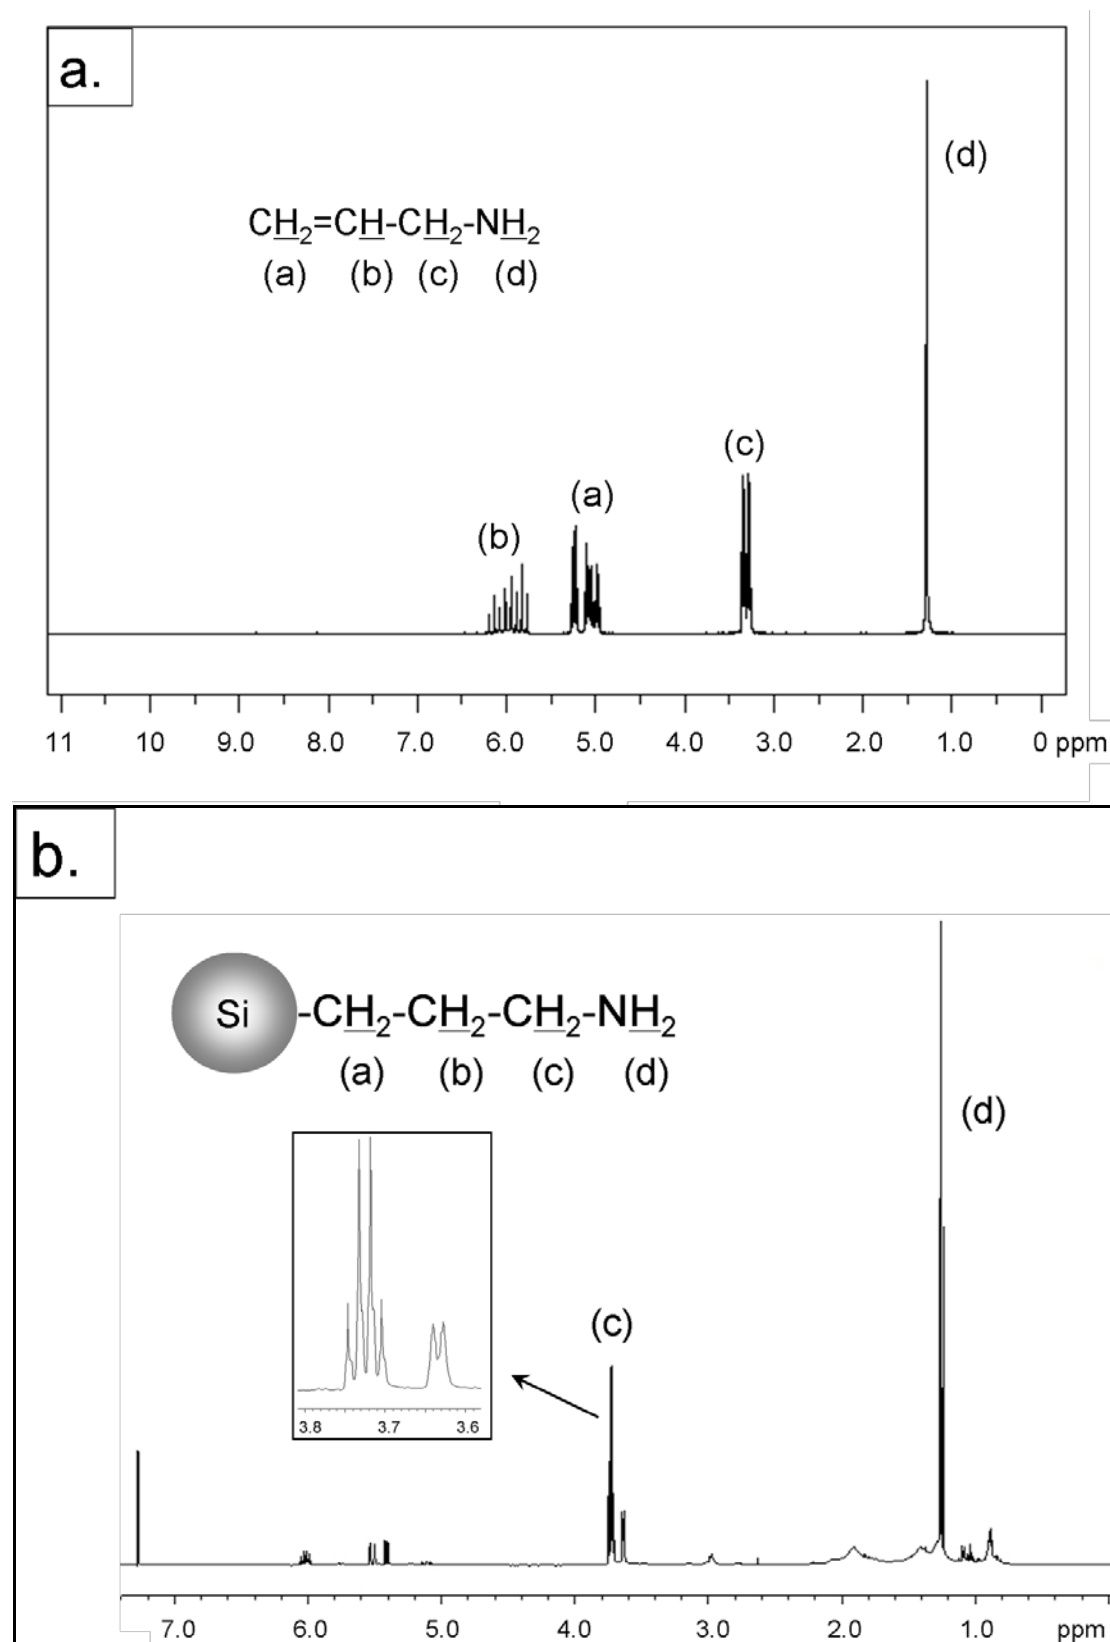 a.
(d)
CH2=CH-CH2-NH2
(a) (b) (c) (d)
(c)
(a)
(b)
11 10 9.0 8.0 7.0 6.0 5.0 4.0 3.0 2.0 1.0 0 ppm
b.
Si -CH2-CH2-CH2-NH2
(a) (b) (c) (d)
(d)
(c)
3.8 3.7 3.6
7.0 6.0 5.0 4.0 3.0 2.0 1.0 ppm